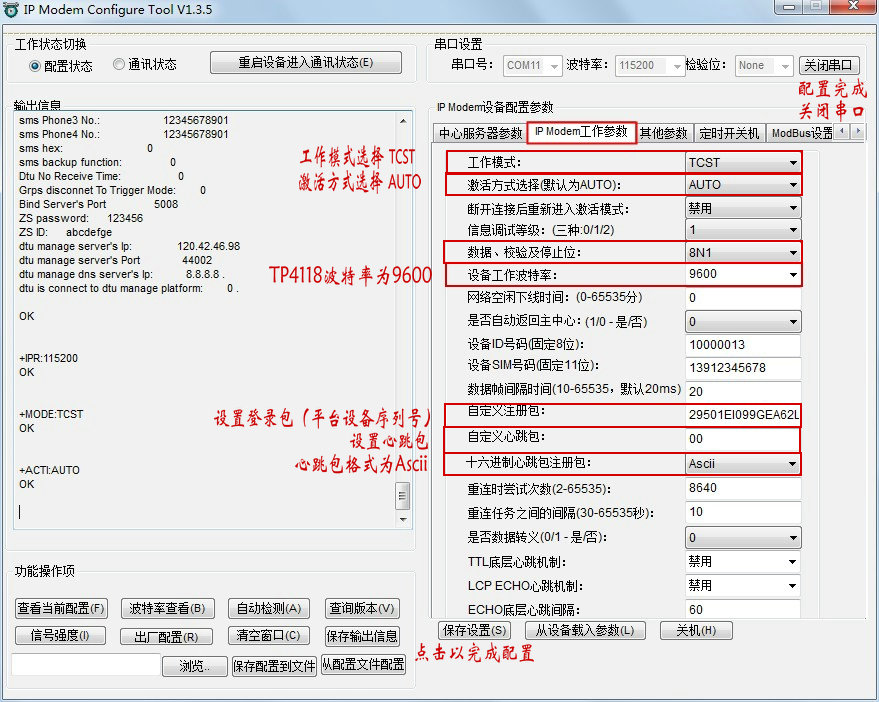 IP Modem Configure Tool V1.3.5
工作状态切换
配置状态
通讯状态
重启设备进入通讯状态(E)
串口设置
串口号: COM11
波特率: 115200
检验位: None
关闭串口
配置完成
关闭串口
输出信息
sms Phone3 No.: 12345678901
sms Phone4 No.: 12345678901
sms hex: 0
sms backup function: 0
Dtu No Receive Time: 0
Grps disconnet To Trigger Mode: 0
Bind Server's Port 5008
ZS password: 123456
ZS ID: abcdefge
dtu manage server's Ip: 120.42.46.98
dtu manage server's Port 44002
dtu manage dns server's Ip: 8.8.8.8 .
dtu is connect to dtu manage platform: 0 .
OK
+IPR:115200
OK
+MODE:TCST
OK
+ACTI:AUTO
OK
工作模式选择 TCST
激活方式选择 AUTO
TP4118波特率为9600
设置登录包（平台设备序列号）
设置心跳包
心跳包格式为Ascii
IP Modem设备配置参数
中心服务器参数
IP Modem工作参数
其他参数
定时开关机
ModBus设置
工作模式: TCST
激活方式选择(默认为AUTO): AUTO
断开连接后重新进入激活模式: 禁用
信息调试等级: (三种:0/1/2) 1
数据、校验及停止位: 8N1
设备工作波特率: 9600
网络空闲下线时间: (0-65535分) 0
是否自动返回主中心: (1/0 - 是/否) 0
设备ID号码(固定8位): 10000013
设备SIM号码(固定11位): 13912345678
数据帧间隔时间(10-65535，默认20ms) 20
自定义注册包: 29501EI099GEA62L
自定义心跳包: 00
十六进制心跳包注册包: Ascii
重连时尝试次数(2-65535): 8640
重连任务之间的间隔(30-65535秒): 10
是否数据转义(0/1 - 是/否): 0
TTL底层心跳机制: 禁用
LCP ECHO心跳机制: 禁用
ECHO底层心跳间隔: 60
保存设置(S)
从设备载入参数(L)
关机(H)
点击以完成配置
功能操作项
查看当前配置(F)
波特率查看(B)
自动检测(A)
查询版本(V)
信号强度(I)
出厂配置(R)
清空窗口(C)
保存输出信息
浏览..
保存配置到文件
从配置文件配置